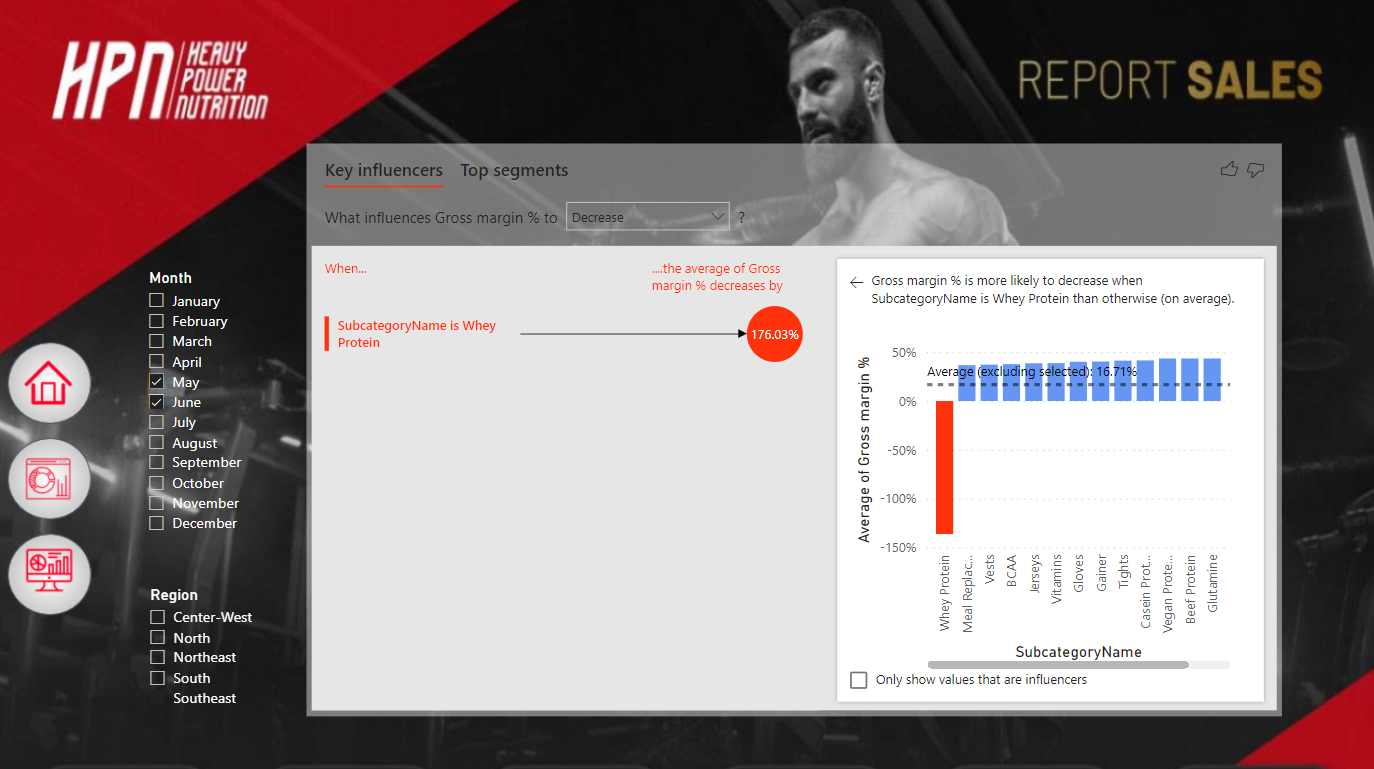 HPN
HEAVY
POWER
NUTRITION
REPORT SALES
Key influencers Top segments
What influences Gross margin % to Decrease ?
When...
....the average of Gross
margin % decreases by
SubcategoryName is Whey
Protein
176.03%
Gross margin % is more likely to decrease when
SubcategoryName is Whey Protein than otherwise (on average).
Average of Gross margin %
50%
0%
-50%
-100%
-150%
Average (excluding selected): 16.71%
Whey Protein
Meal Replac...
Vests
BCAA
Jerseys
Vitamins
Gloves
Gainer
Tights
Casein Prot...
Vegan Prote...
Beef Protein
Glutamine
SubcategoryName
Only show values that are influencers
Month
January
February
March
April
May
June
July
August
September
October
November
December
Region
Center-West
North
Northeast
South
Southeast